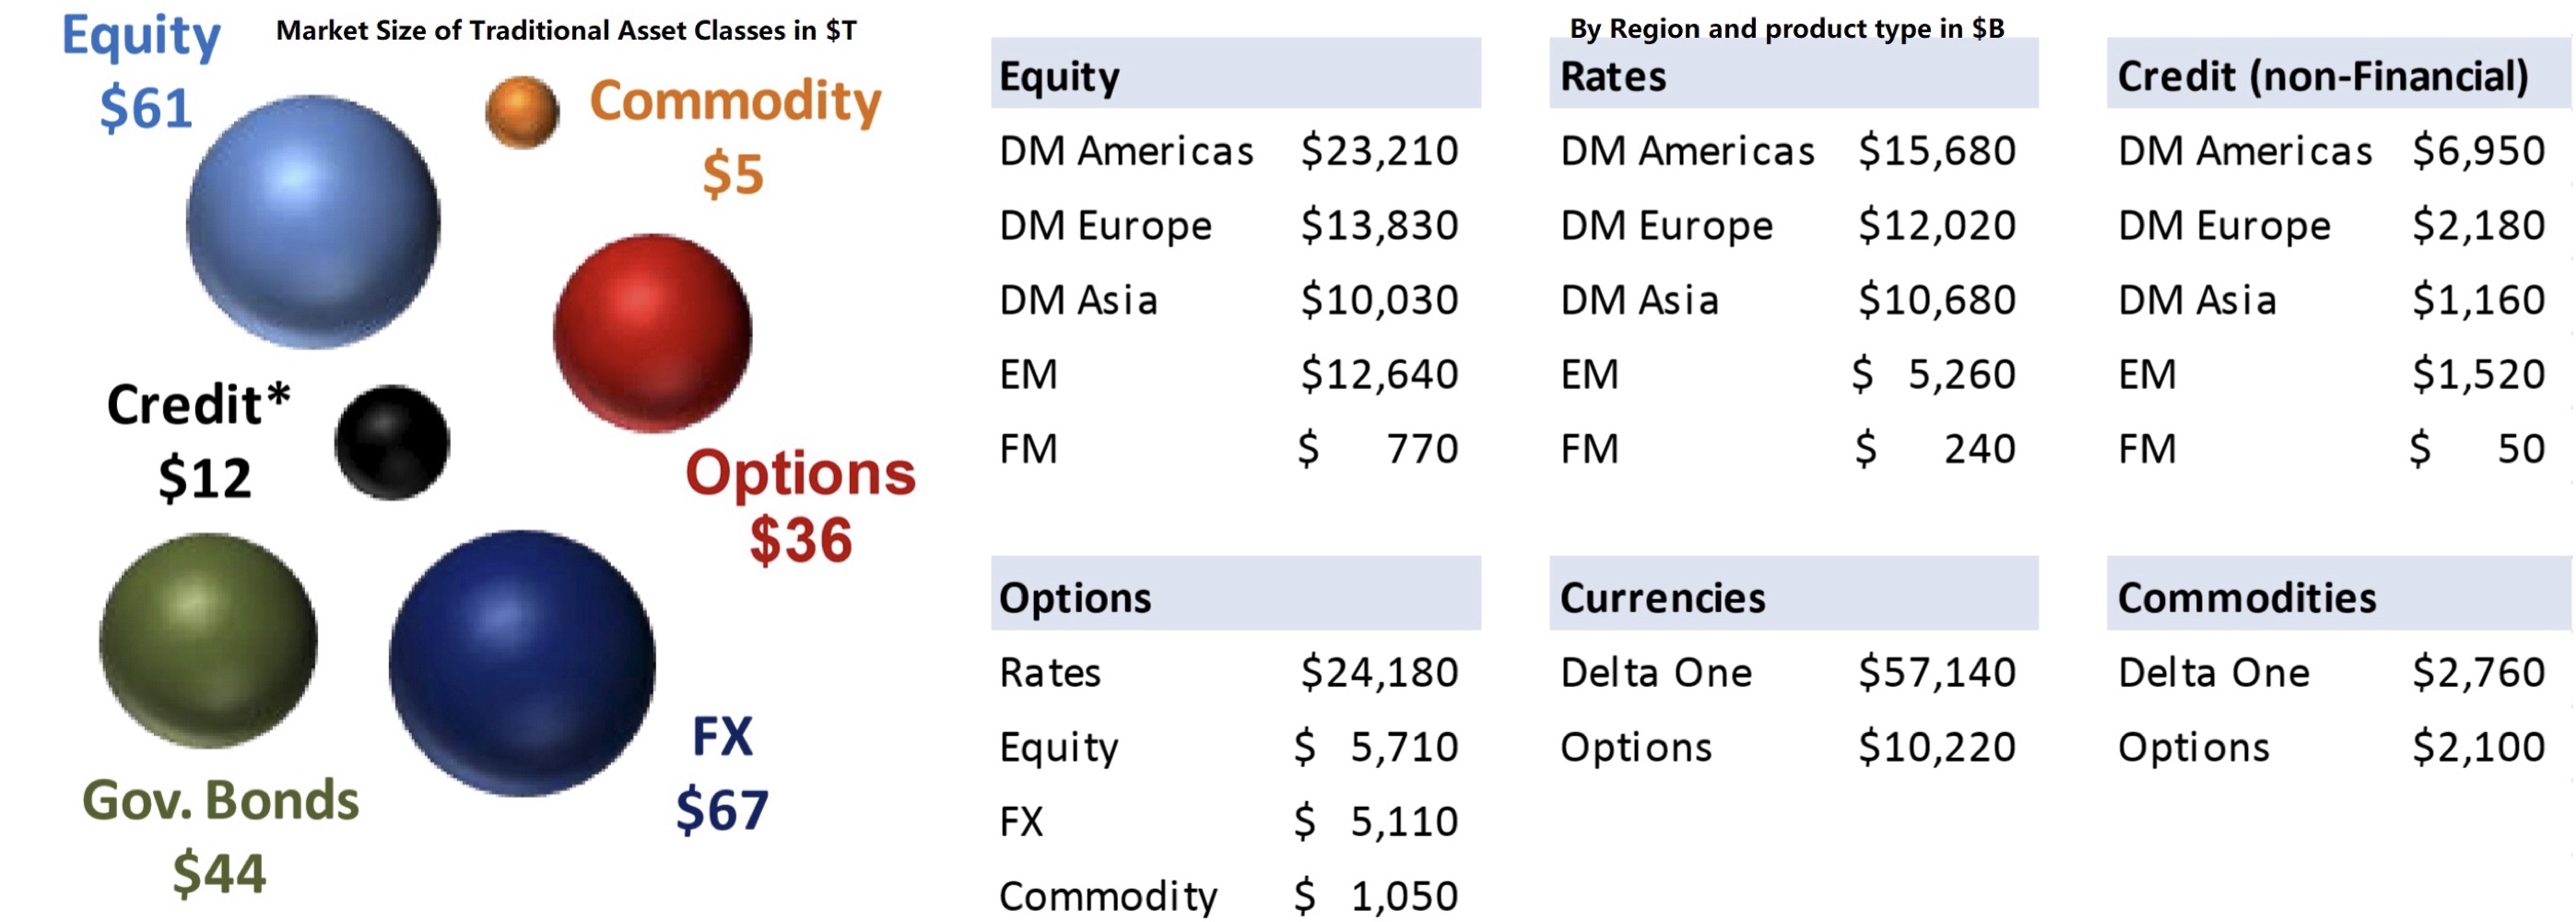 Market Size of Traditional Asset Classes in $T
Equity
$61
Commodity
$5
Credit*
$12
Options
$36
Gov. Bonds
$44
FX
$67
By Region and product type in $B
Equity
DM Americas $23,210
DM Europe $13,830
DM Asia $10,030
EM $12,640
FM $ 770
Rates
DM Americas $15,680
DM Europe $12,020
DM Asia $10,680
EM $ 5,260
FM $ 240
Credit (non-Financial)
DM Americas $6,950
DM Europe $2,180
DM Asia $1,160
EM $1,520
FM $ 50
Options
Rates $24,180
Equity $ 5,710
FX $ 5,110
Commodity $ 1,050
Currencies
Delta One $57,140
Options $10,220
Commodities
Delta One $2,760
Options $2,100